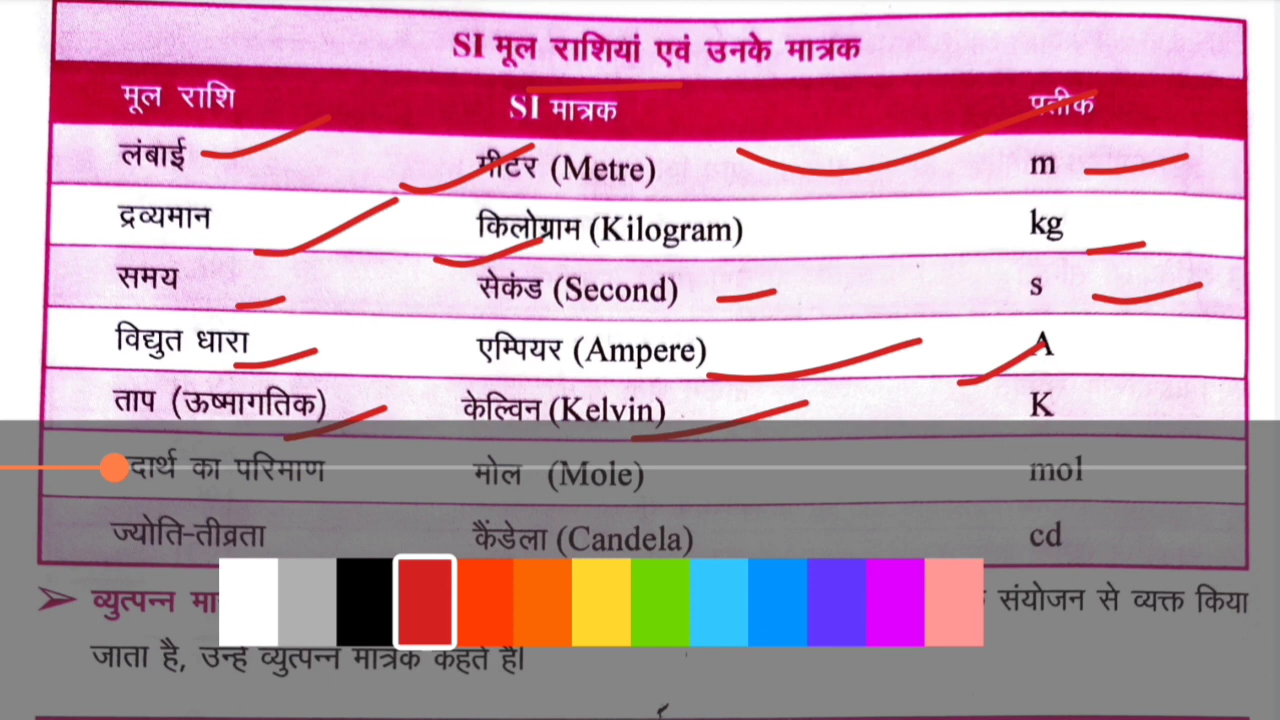 SI मूल राशियां एवं उनके मात्रक
मूल राशि SI मात्रक प्रतीक
लंबाई मीटर (Metre) m
द्रव्यमान किलोग्राम (Kilogram) kg
समय सेकंड (Second) s
विद्युत धारा एम्पियर (Ampere) A
ताप (ऊष्मागतिक) केल्विन (Kelvin) K
दार्थ का परिमाण मोल (Mole) mol
ज्योति-तीव्रता कैंडेला (Candela) cd
व्युत्पन्न मा संयोजन से व्यक्त किया
जाता है, उन्हें व्युत्पन्न मात्रक कहते हैं।